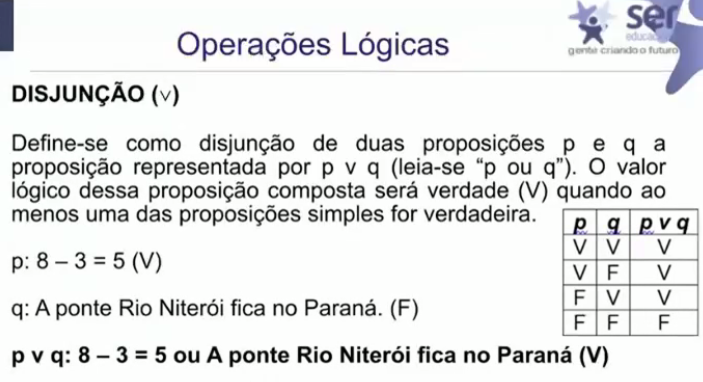 Operações Lógicas
ser
educacional
gente criando o futuro
DISJUNÇÃO (∨)
Define-se como disjunção de duas proposições p e q a
proposição representada por p v q (leia-se “p ou q”). O valor
lógico dessa proposição composta será verdade (V) quando ao
menos uma das proposições simples for verdadeira.
p q p v q
V V V
V F V
F V V
F F F
p: 8 – 3 = 5 (V)
q: A ponte Rio Niterói fica no Paraná. (F)
p v q: 8 – 3 = 5 ou A ponte Rio Niterói fica no Paraná (V)